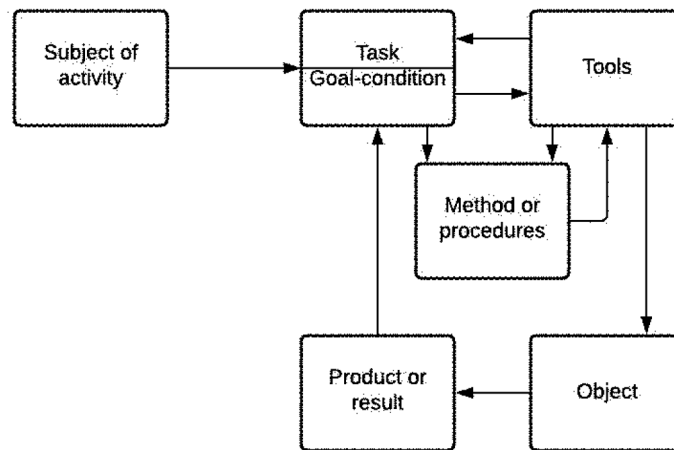 Subject of
activity
Task
Goal-condition
Tools
Method or
procedures
Product or
result
Object